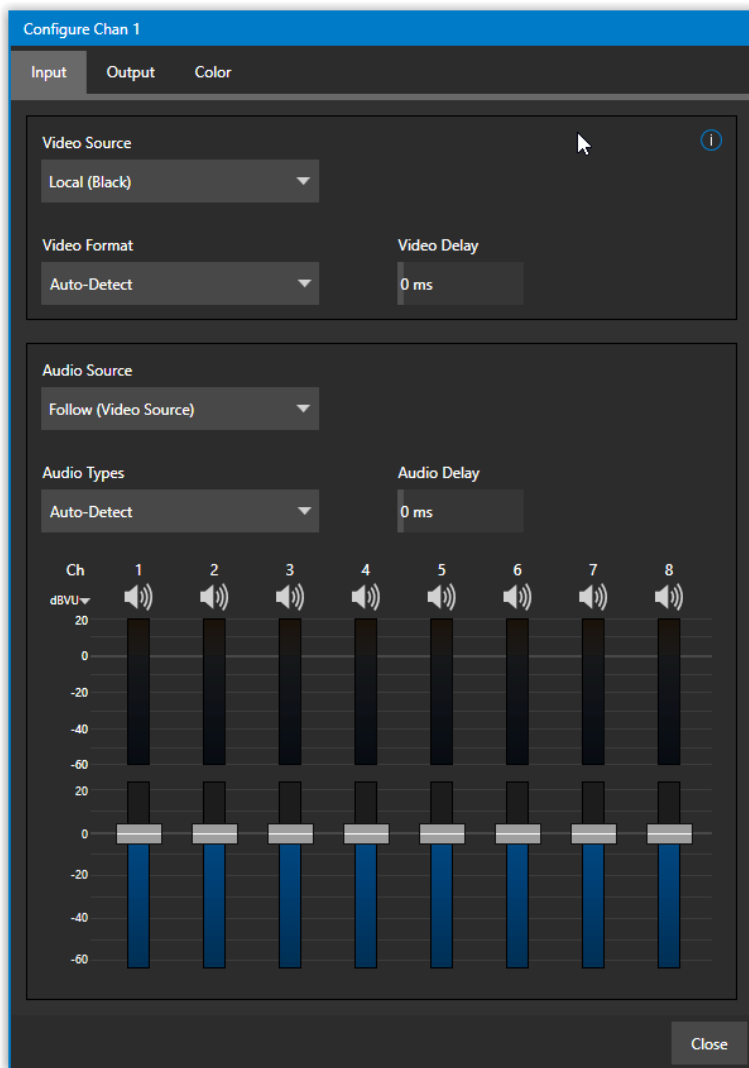 Configure Chan 1
Input Output Color
Video Source
Local (Black)
Video Format Video Delay
Auto-Detect 0 ms
Audio Source
Follow (Video Source)
Audio Types Audio Delay
Auto-Detect 0 ms
Ch 1 2 3 4 5 6 7 8
dBVU
20
0
-20
-40
-60
20
0
-20
-40
-60
Close